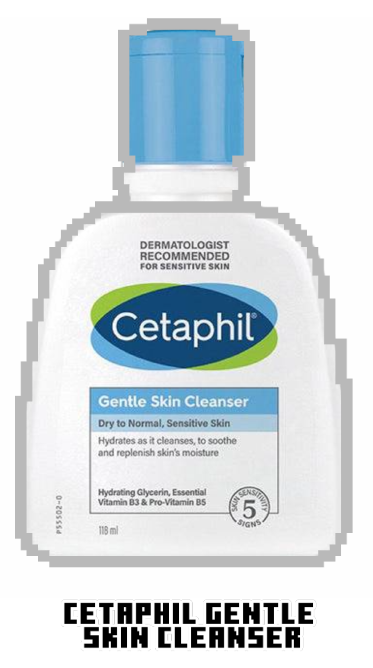 DERMATOLOGIST
RECOMMENDED
FOR SENSITIVE SKIN
Cetaphil®
Gentle Skin Cleanser
Dry to Normal, Sensitive Skin
Hydrates as it cleanses, to soothe
and replenish skin's moisture
Hydrating Glycerin, Essential
Vitamin B3 & Pro-Vitamin B5
SKIN SENSITIVITY
5
SIGNS
P55502-0
118 ml
CETAPHIL GENTLE
SKIN CLEANSER